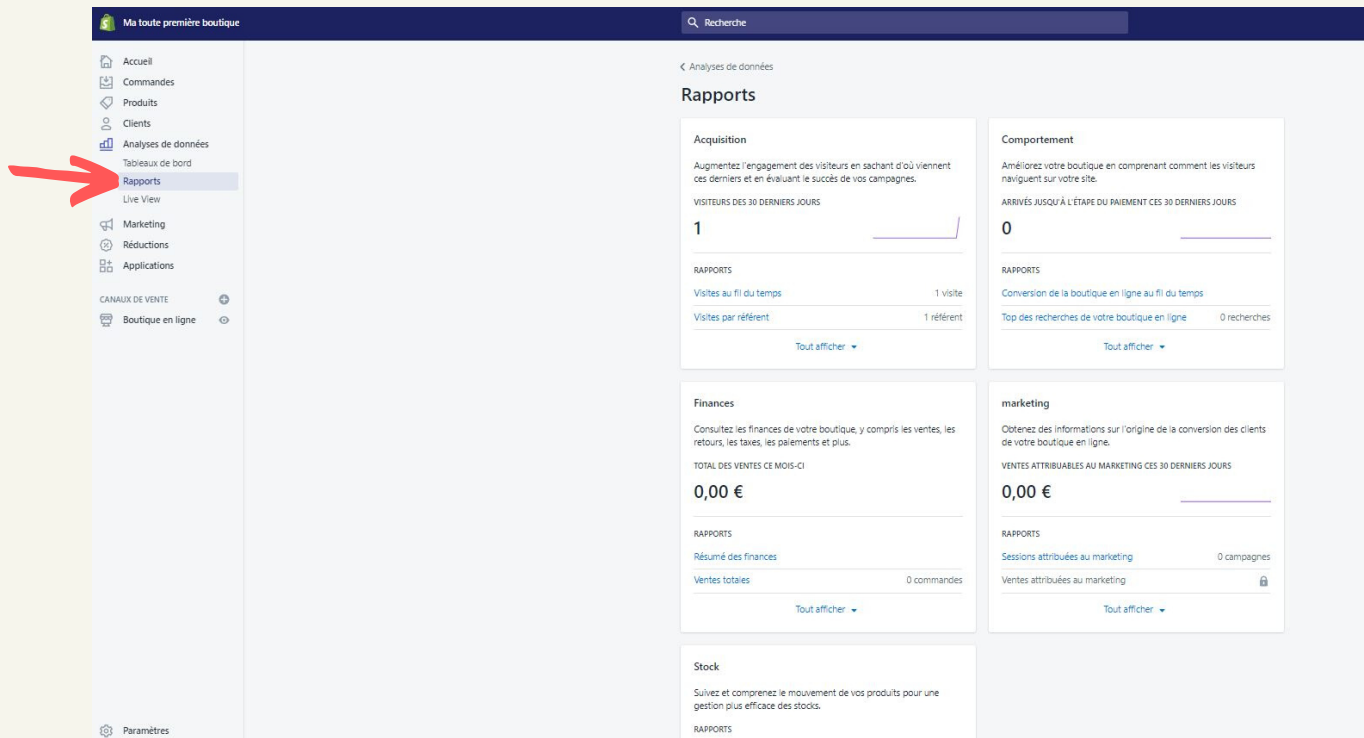 Ma toute première boutique
Recherche
Accueil
Commandes
Produits
Clients
Analyses de données
Tableaux de bord
Rapports
Live View
Marketing
Réductions
Applications
CANAUX DE VENTE
Boutique en ligne
Paramètres
Analyses de données
Rapports
Acquisition
Augmentez l'engagement des visiteurs en sachant d'où viennent
ces derniers et en évaluant le succès de vos campagnes.
VISITEURS DES 30 DERNIERS JOURS
1
RAPPORTS
Visites au fil du temps 1 visite
Visites par référent 1 référent
Tout afficher
Comportement
Améliorez votre boutique en comprenant comment les visiteurs
naviguent sur votre site.
ARRIVÉS JUSQU'À L'ÉTAPE DU PAIEMENT CES 30 DERNIERS JOURS
0
RAPPORTS
Conversion de la boutique en ligne au fil du temps
Top des recherches de votre boutique en ligne 0 recherches
Tout afficher
Finances
Consultez les finances de votre boutique, y compris les ventes, les
retours, les taxes, les paiements et plus.
TOTAL DES VENTES CE MOIS-CI
0,00 €
RAPPORTS
Résumé des finances
Ventes totales 0 commandes
Tout afficher
marketing
Obtenez des informations sur l'origine de la conversion des clients
de votre boutique en ligne.
VENTES ATTRIBUABLES AU MARKETING CES 30 DERNIERS JOURS
0,00 €
RAPPORTS
Sessions attribuées au marketing 0 campagnes
Ventes attribuées au marketing
Tout afficher
Stock
Suivez et comprenez le mouvement de vos produits pour une
gestion plus efficace des stocks.
RAPPORTS